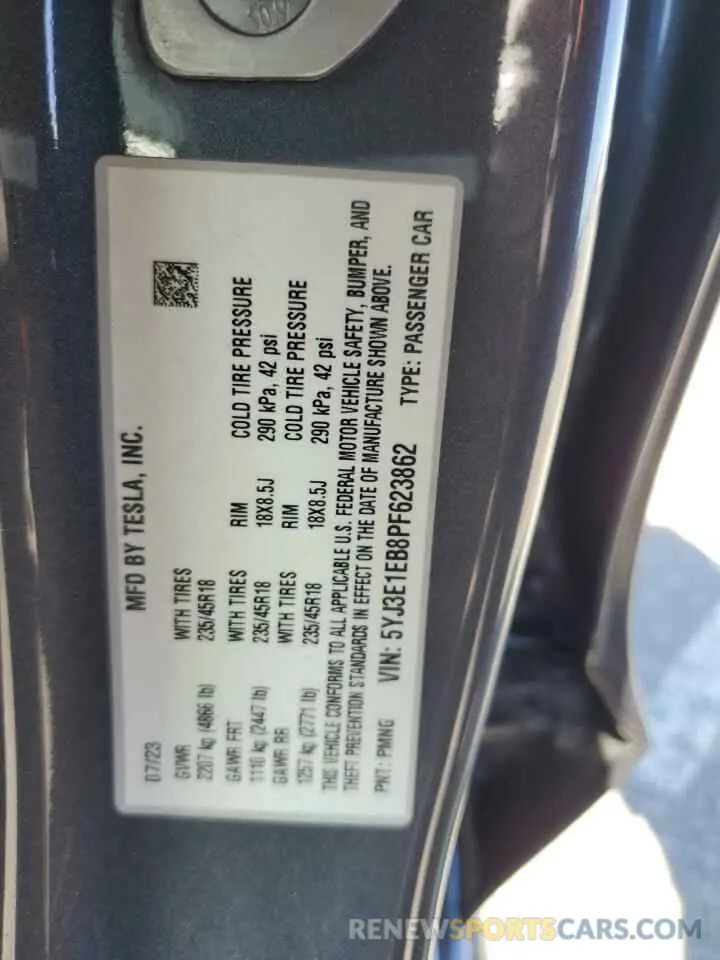 MFD BY TESLA, INC.
07/23
GVWR WITH TIRES
2207 kg (4866 lb) 235/45R18
GAWR FRT WITH TIRES RIM COLD TIRE PRESSURE
1110 kg (2447 lb) 235/45R18 18X8.5J 290 kPa, 42 psi
GAWR RR WITH TIRES RIM COLD TIRE PRESSURE
1257 kg (2771 lb) 235/45R18 18X8.5J 290 kPa, 42 psi
THIS VEHICLE CONFORMS TO ALL APPLICABLE U.S. FEDERAL MOTOR VEHICLE SAFETY, BUMPER, AND
THEFT PREVENTION STANDARDS IN EFFECT ON THE DATE OF MANUFACTURE SHOWN ABOVE.
PNT: PMNG VIN: 5YJ3E1EB8PF623862 TYPE: PASSENGER CAR
RENEWSPORTSCARS.COM